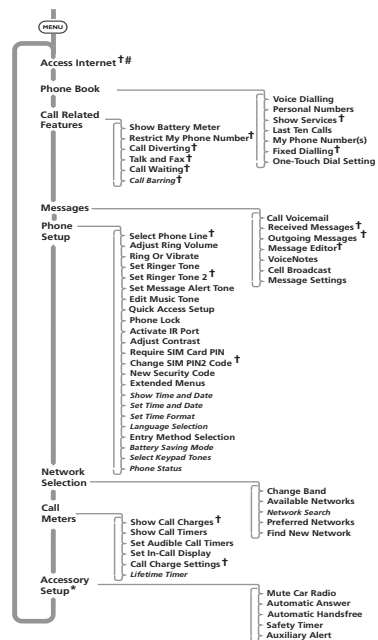 MENU
Access Internet†#
Phone Book
Voice Dialling
Personal Numbers
Show Services†
Last Ten Calls
My Phone Number(s)
Fixed Dialling†
One-Touch Dial Setting
Call Related
Features
Show Battery Meter
Restrict My Phone Number†
Call Diverting†
Talk and Fax†
Call Waiting†
Call Barring†
Messages
Call Voicemail
Received Messages†
Outgoing Messages†
Message Editor†
VoiceNotes
Cell Broadcast
Message Settings
Phone
Setup
Select Phone Line†
Adjust Ring Volume
Ring Or Vibrate
Set Ringer Tone
Set Ringer Tone 2†
Set Message Alert Tone
Edit Music Tone
Quick Access Setup
Phone Lock
Activate IR Port
Adjust Contrast
Require SIM Card PIN
Change SIM PIN2 Code†
New Security Code
Extended Menus
Show Time and Date
Set Time and Date
Set Time Format
Language Selection
Entry Method Selection
Battery Saving Mode
Select Keypad Tones
Phone Status
Network
Selection
Change Band
Available Networks
Network Search
Preferred Networks
Find New Network
Call
Meters
Show Call Charges†
Show Call Timers
Set Audible Call Timers
Set In-Call Display
Call Charge Settings†
Lifetime Timer
Accessory
Setup*
Mute Car Radio
Automatic Answer
Automatic Handsfree
Safety Timer
Auxiliary Alert